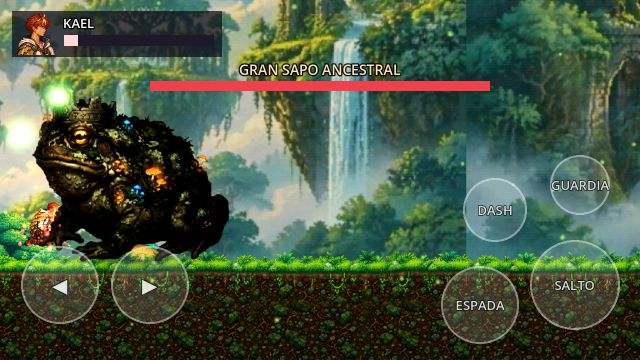 KAEL
GRAN SAPO ANCESTRAL
GUARDIA
DASH
SALTO
ESPADA